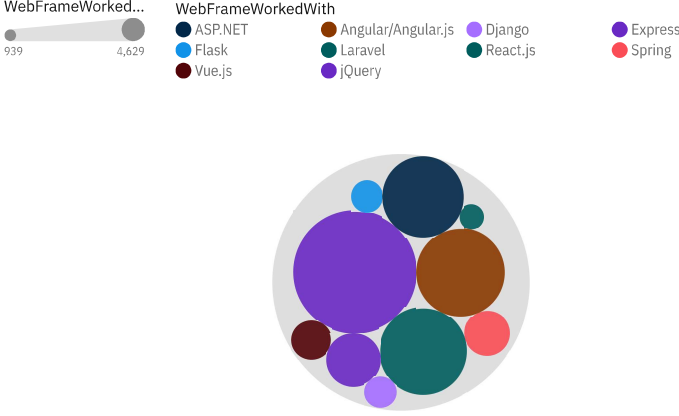 WebFrameWorked...
939
4,629
WebFrameWorkedWith
ASP.NET
Angular/Angular.js
Django
Express
Flask
Laravel
React.js
Spring
Vue.js
jQuery